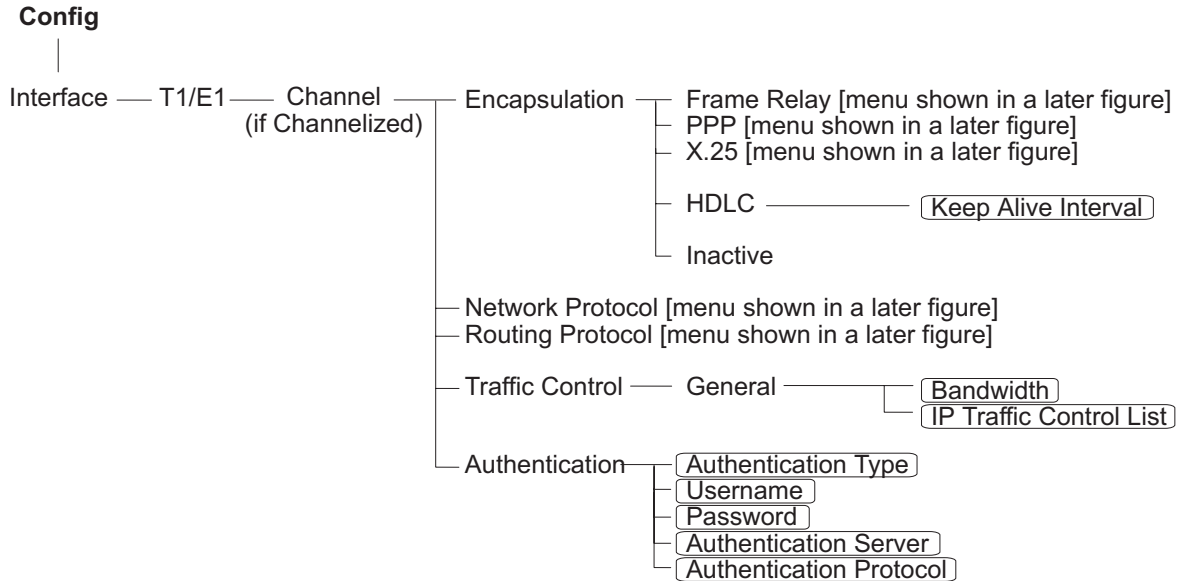 Config
Interface T1/E1 Channel Encapsulation Frame Relay [menu shown in a later figure]
(if Channelized) PPP [menu shown in a later figure]
X.25 [menu shown in a later figure]
HDLC Keep Alive Interval
Inactive
Network Protocol [menu shown in a later figure]
Routing Protocol [menu shown in a later figure]
Traffic Control General Bandwidth
IP Traffic Control List
Authentication Authentication Type
Username
Password
Authentication Server
Authentication Protocol